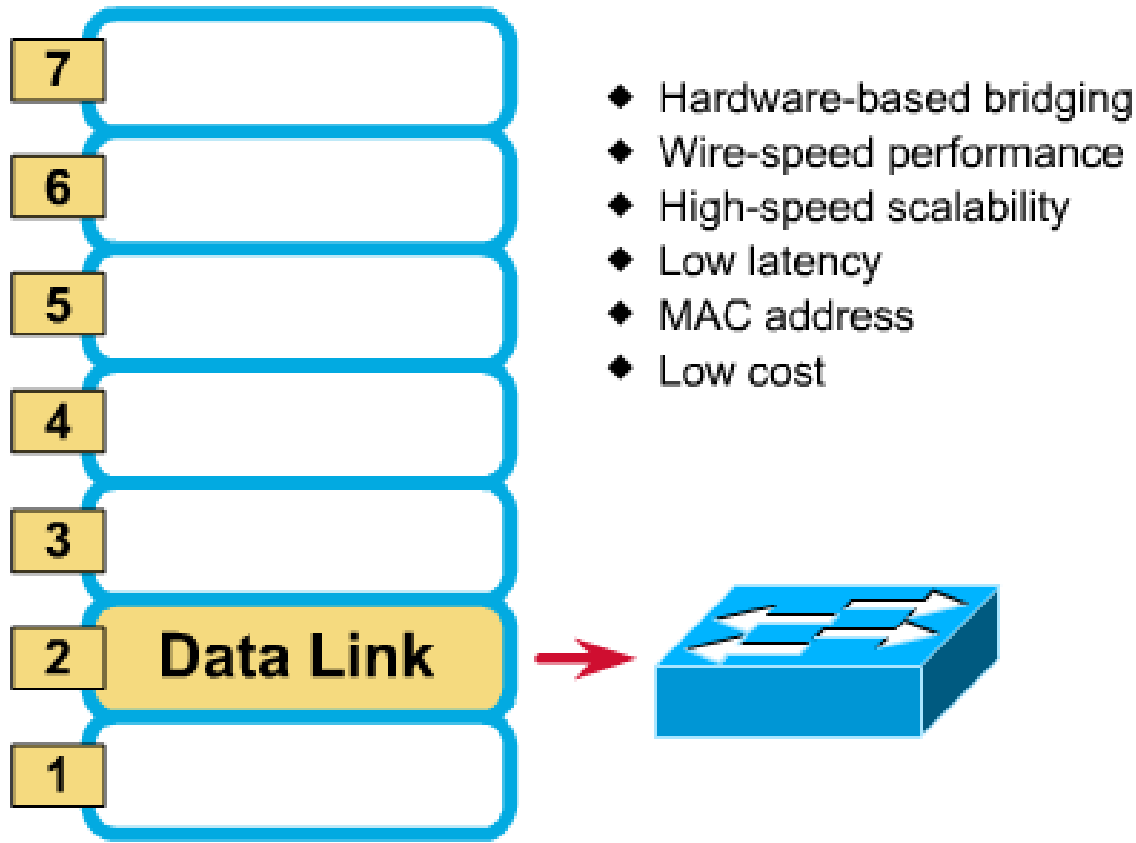 7
6
5
4
3
2
Data Link
1
◆ Hardware-based bridging
◆ Wire-speed performance
◆ High-speed scalability
◆ Low latency
◆ MAC address
◆ Low cost